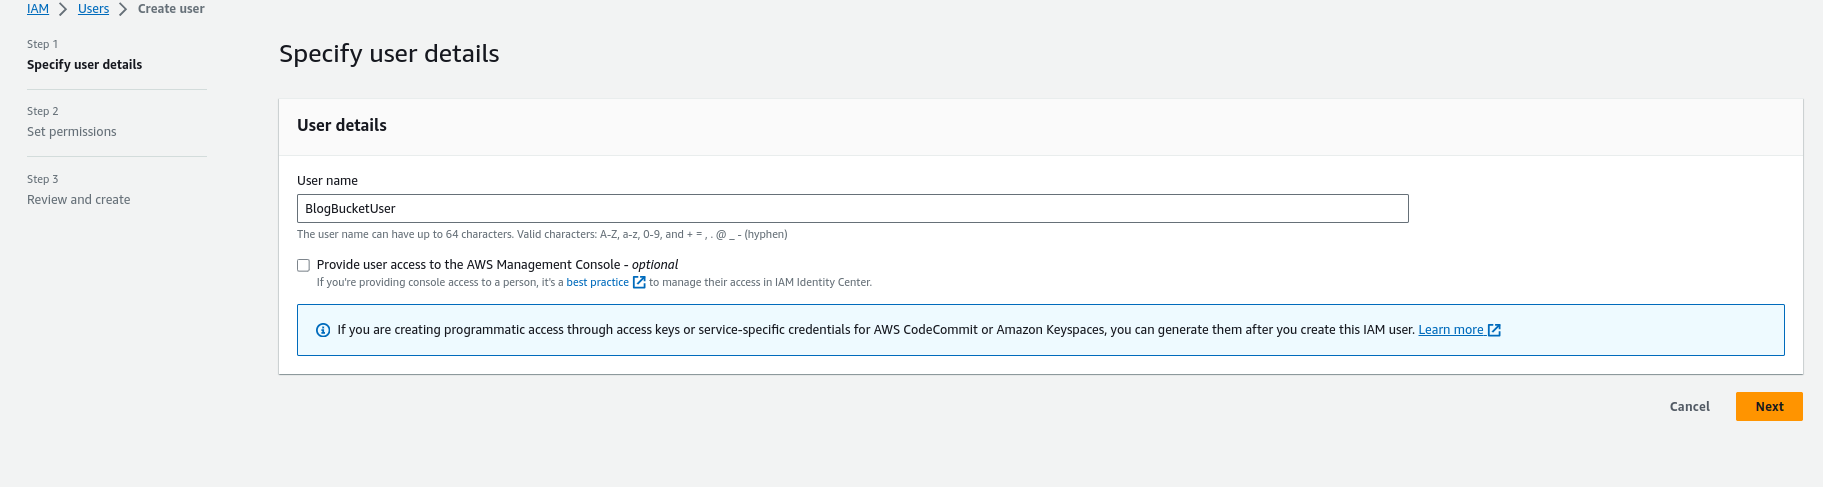 IAM > Users > Create user
Step 1
Specify user details
Step 2
Set permissions
Step 3
Review and create
Specify user details
User details
User name
BlogBucketUser
The user name can have up to 64 characters. Valid characters: A-Z, a-z, 0-9, and + = , . @ _ - (hyphen)
Provide user access to the AWS Management Console - optional
If you're providing console access to a person, it's a best practice to manage their access in IAM Identity Center.
If you are creating programmatic access through access keys or service-specific credentials for AWS CodeCommit or Amazon Keyspaces, you can generate them after you create this IAM user. Learn more
Cancel
Next